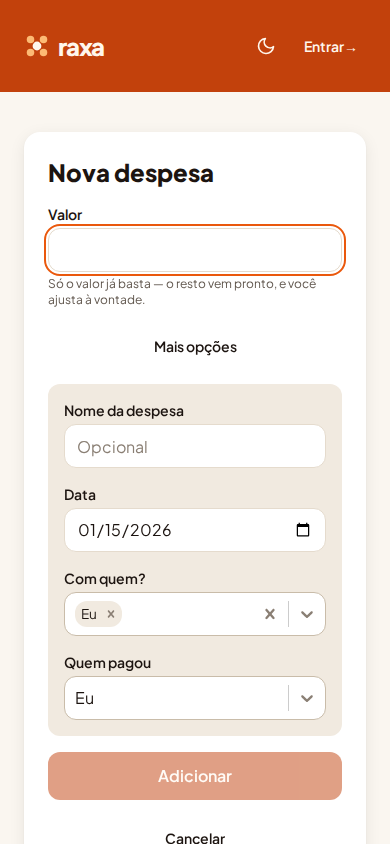 raxa
Entrar→
Nova despesa
Valor
Só o valor já basta — o resto vem pronto, e você
ajusta à vontade.
Mais opções
Nome da despesa
Opcional
Data
01/15/2026
Com quem?
Eu
Quem pagou
Eu
Adicionar
Cancelar